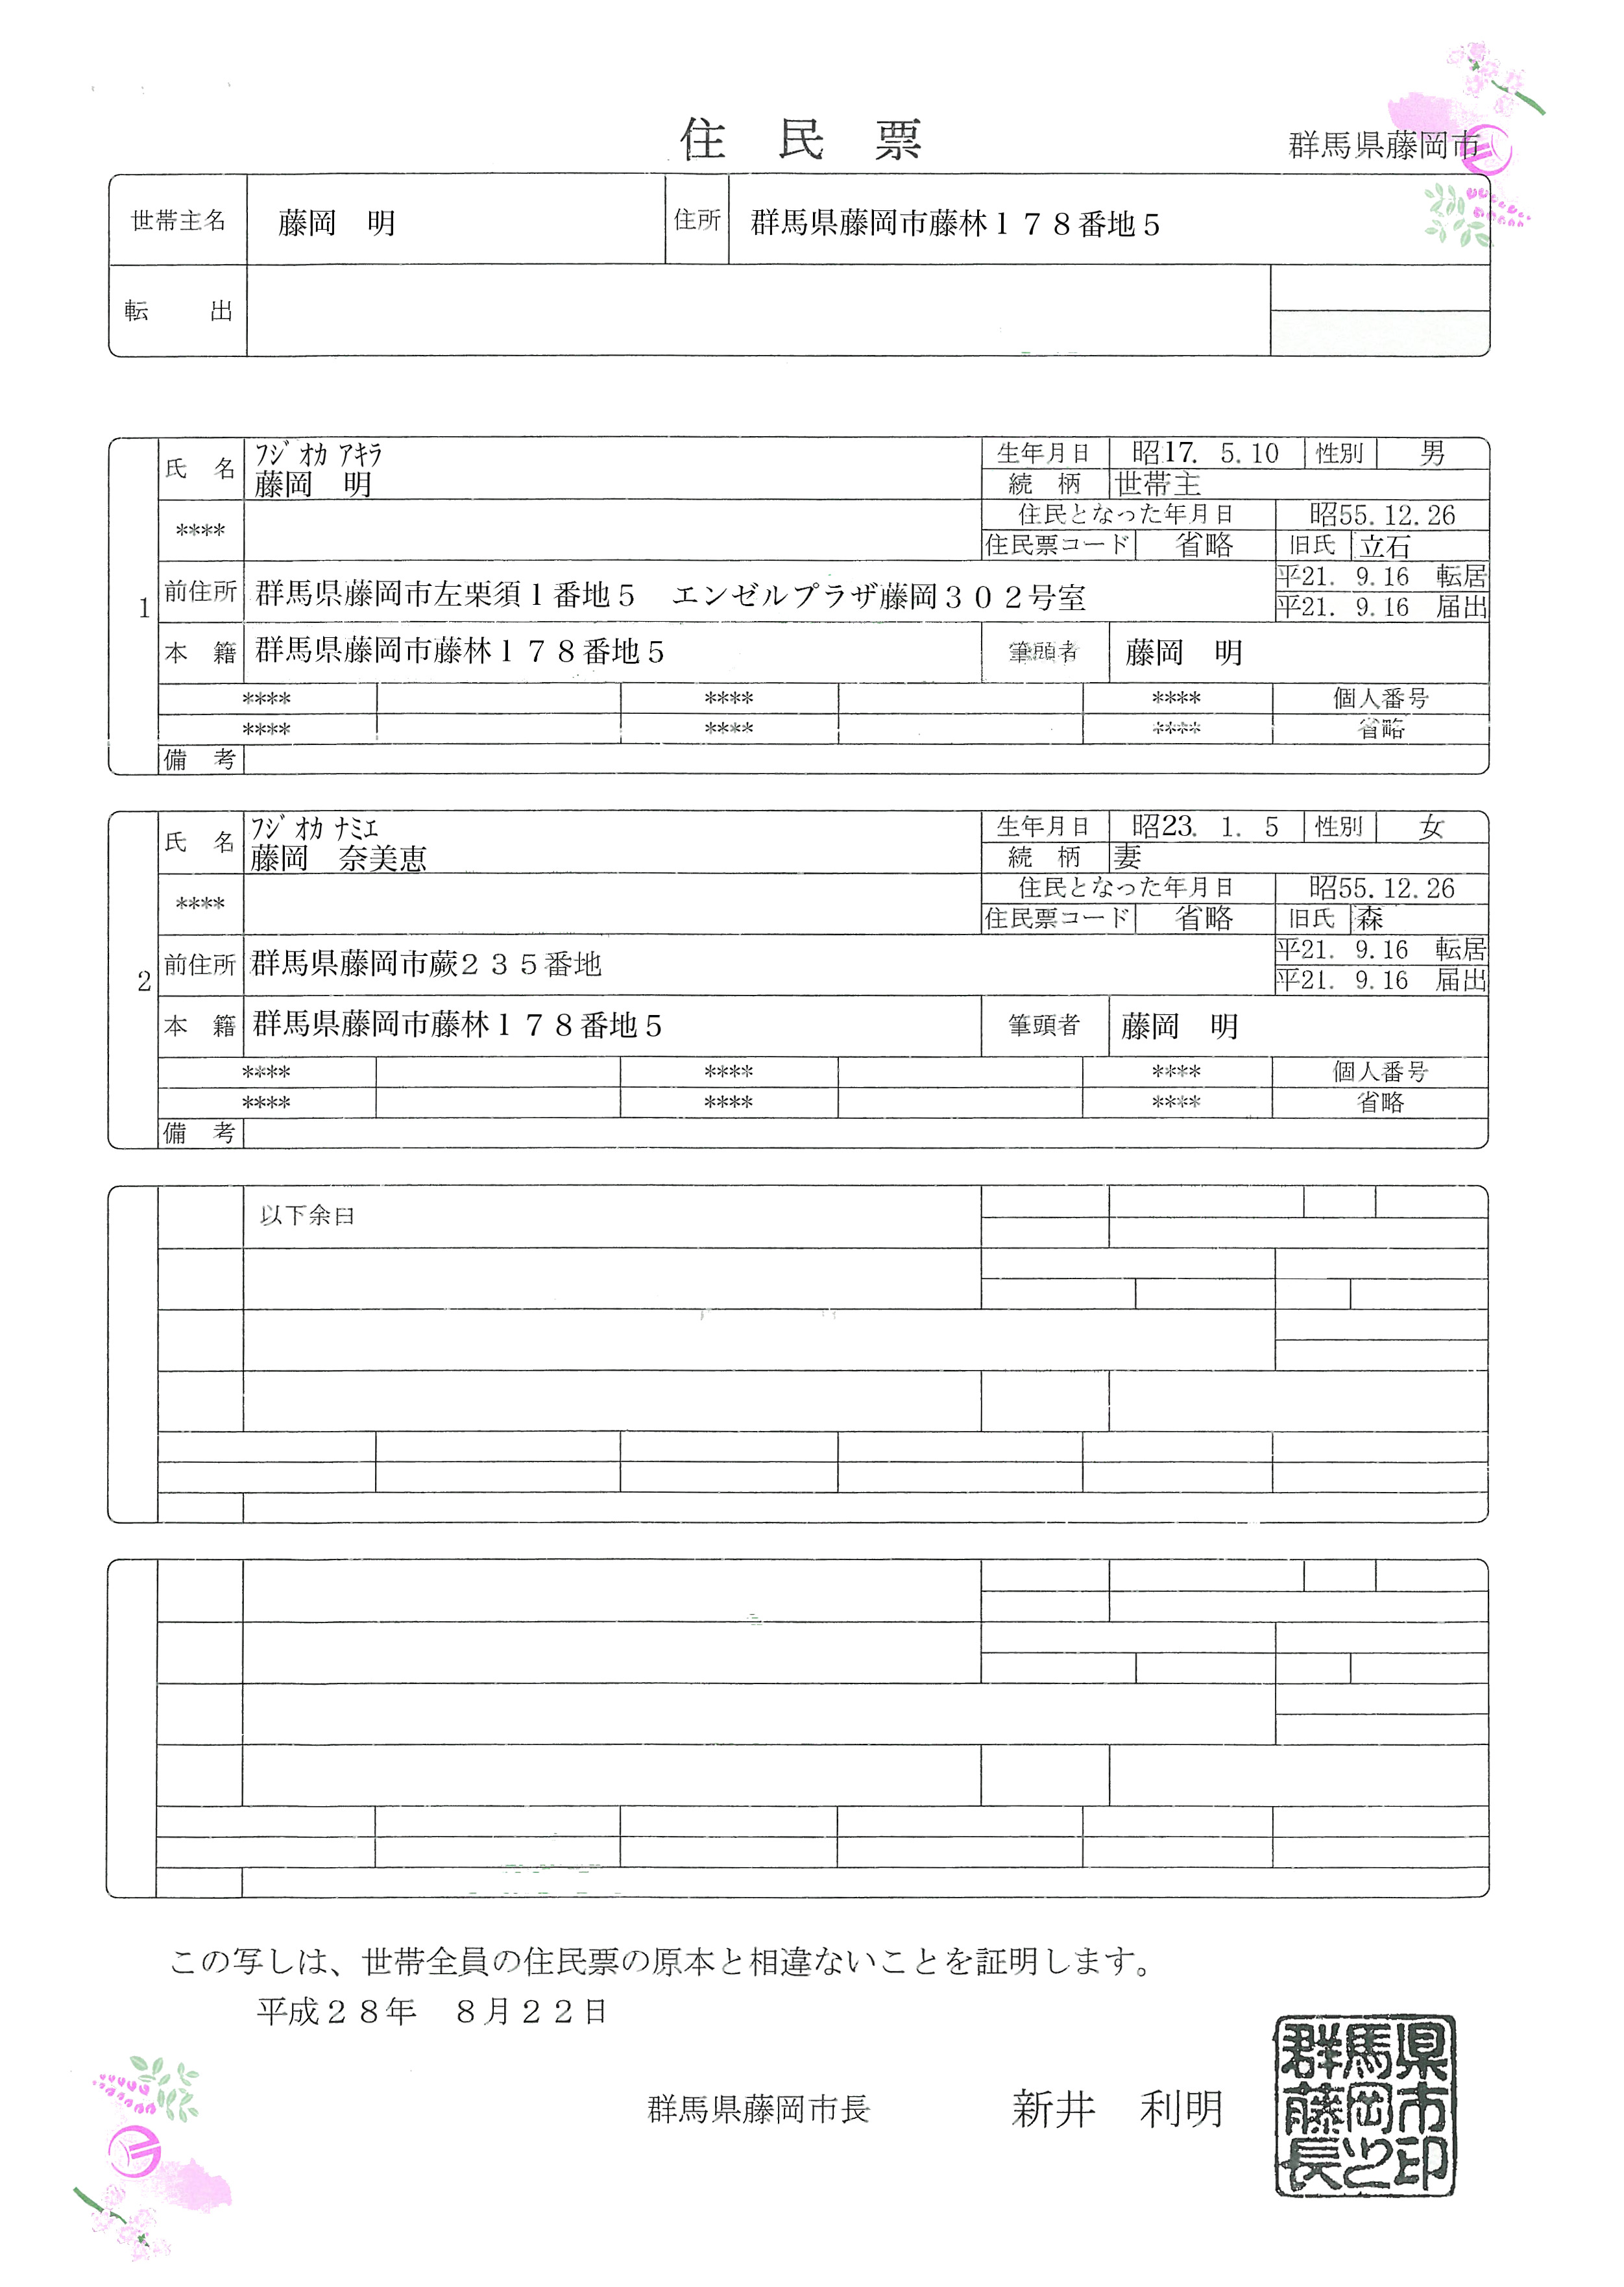 住 民 票
群馬県藤岡市
世帯主名 藤岡 明 住所 群馬県藤岡市藤林１７８番地５
転 出
1
氏 名 ﾌｼﾞｵｶ ｱｷﾗ 生年月日 昭17. 5.10 性別 男
藤岡 明 続 柄 世帯主
**** 住民となった年月日 昭55.12.26
住民票コード 省略 旧氏 立石
前住所 群馬県藤岡市左栗須１番地５ エンゼルプラザ藤岡３０２号室 平21. 9.16 転居
平21. 9.16 届出
本 籍 群馬県藤岡市藤林１７８番地５ 筆頭者 藤岡 明
**** **** **** 個人番号
**** **** **** 省略
備 考
2
氏 名 ﾌｼﾞｵｶ ﾅﾐｴ 生年月日 昭23. 1. 5 性別 女
藤岡 奈美恵 続 柄 妻
**** 住民となった年月日 昭55.12.26
住民票コード 省略 旧氏 森
前住所 群馬県藤岡市蕨２３５番地 平21. 9.16 転居
平21. 9.16 届出
本 籍 群馬県藤岡市藤林１７８番地５ 筆頭者 藤岡 明
**** **** **** 個人番号
**** **** **** 省略
備 考
以下余白
この写しは、世帯全員の住民票の原本と相違ないことを証明します。
平成２８年 ８月２２日
群馬県藤岡市長 新井 利明
群馬県
藤岡市
長之印